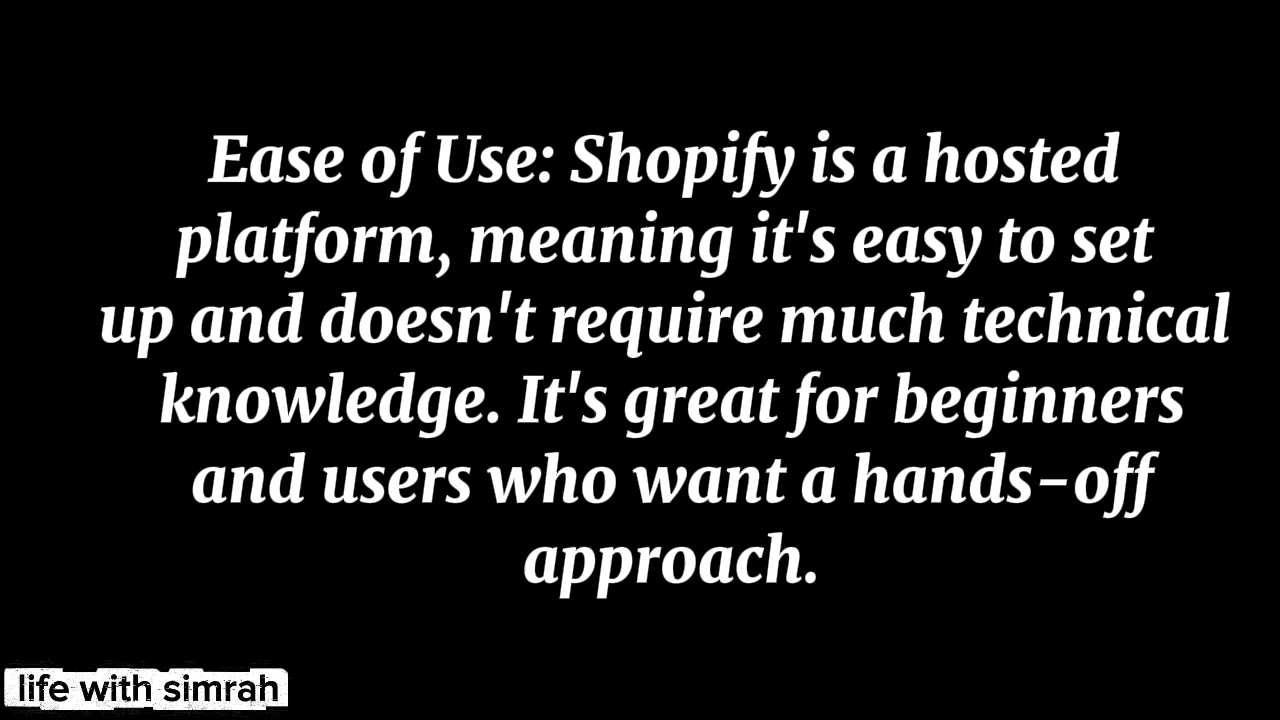 Ease of Use: Shopify is a hosted
platform, meaning it's easy to set
up and doesn't require much technical
knowledge. It's great for beginners
and users who want a hands-off
approach.
life with simrah